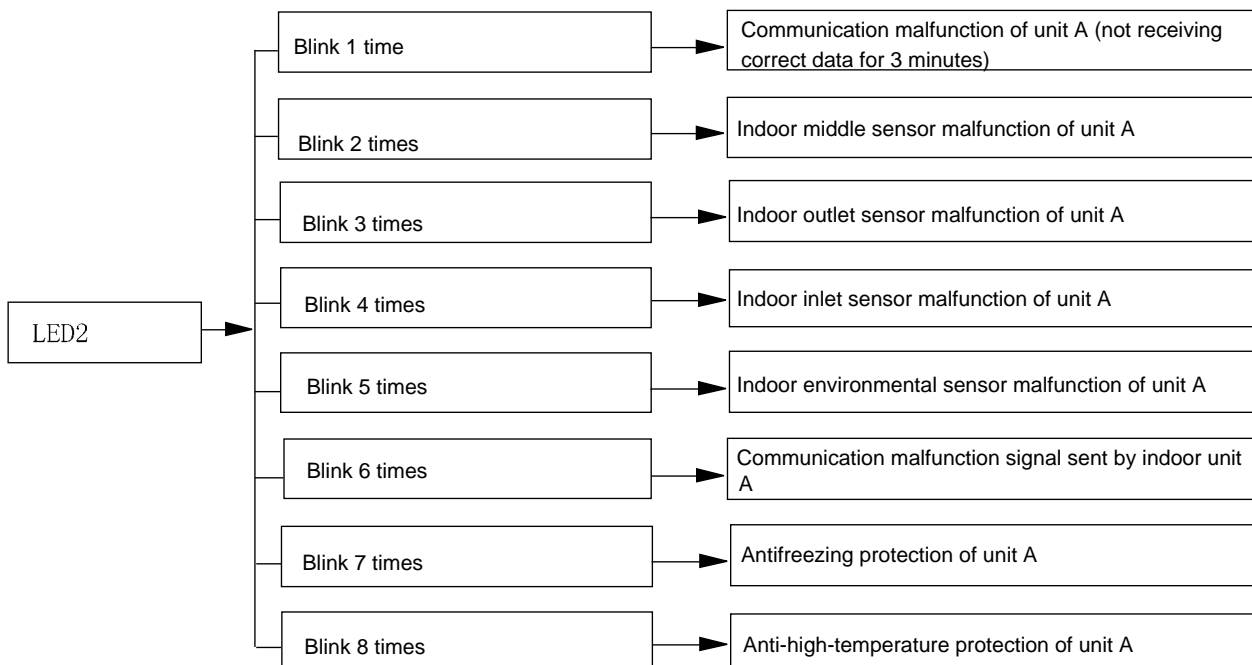 Blink 1 time
Communication malfunction of unit A (not receiving
correct data for 3 minutes)
Blink 2 times
Indoor middle sensor malfunction of unit A
Blink 3 times
Indoor outlet sensor malfunction of unit A
Blink 4 times
Indoor inlet sensor malfunction of unit A
LED2
Blink 5 times
Indoor environmental sensor malfunction of unit A
Blink 6 times
Communication malfunction signal sent by indoor unit
A
Blink 7 times
Antifreezing protection of unit A
Blink 8 times
Anti-high-temperature protection of unit A